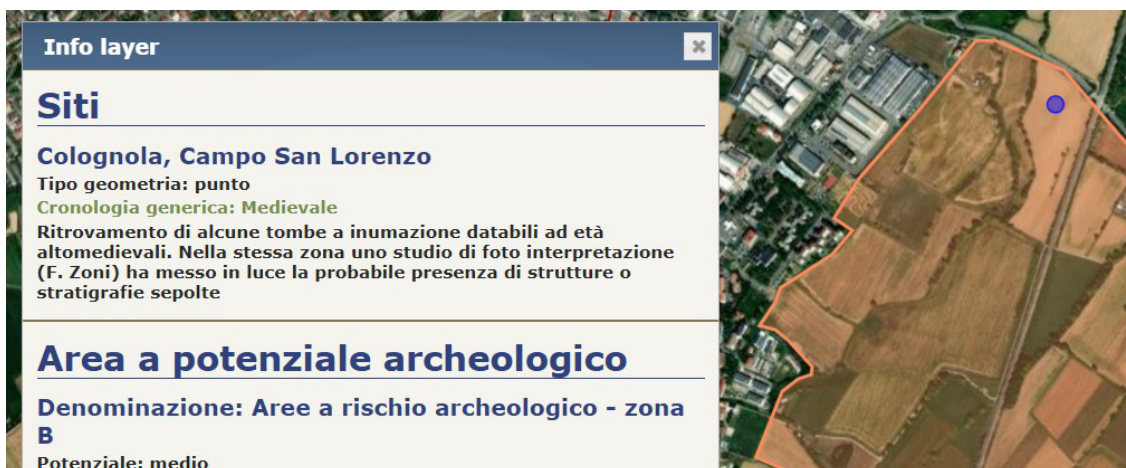 Info layer
Siti
Colognola, Campo San Lorenzo
Tipo geometria: punto
Cronologia generica: Medievale
Ritrovamento di alcune tombe a inumazione databili ad età
altomedievali. Nella stessa zona uno studio di foto interpretazione
(F. Zoni) ha messo in luce la probabile presenza di strutture o
stratigrafie sepolte
Area a potenziale archeologico
Denominazione: Aree a rischio archeologico - zona
B
Potenziale: medio